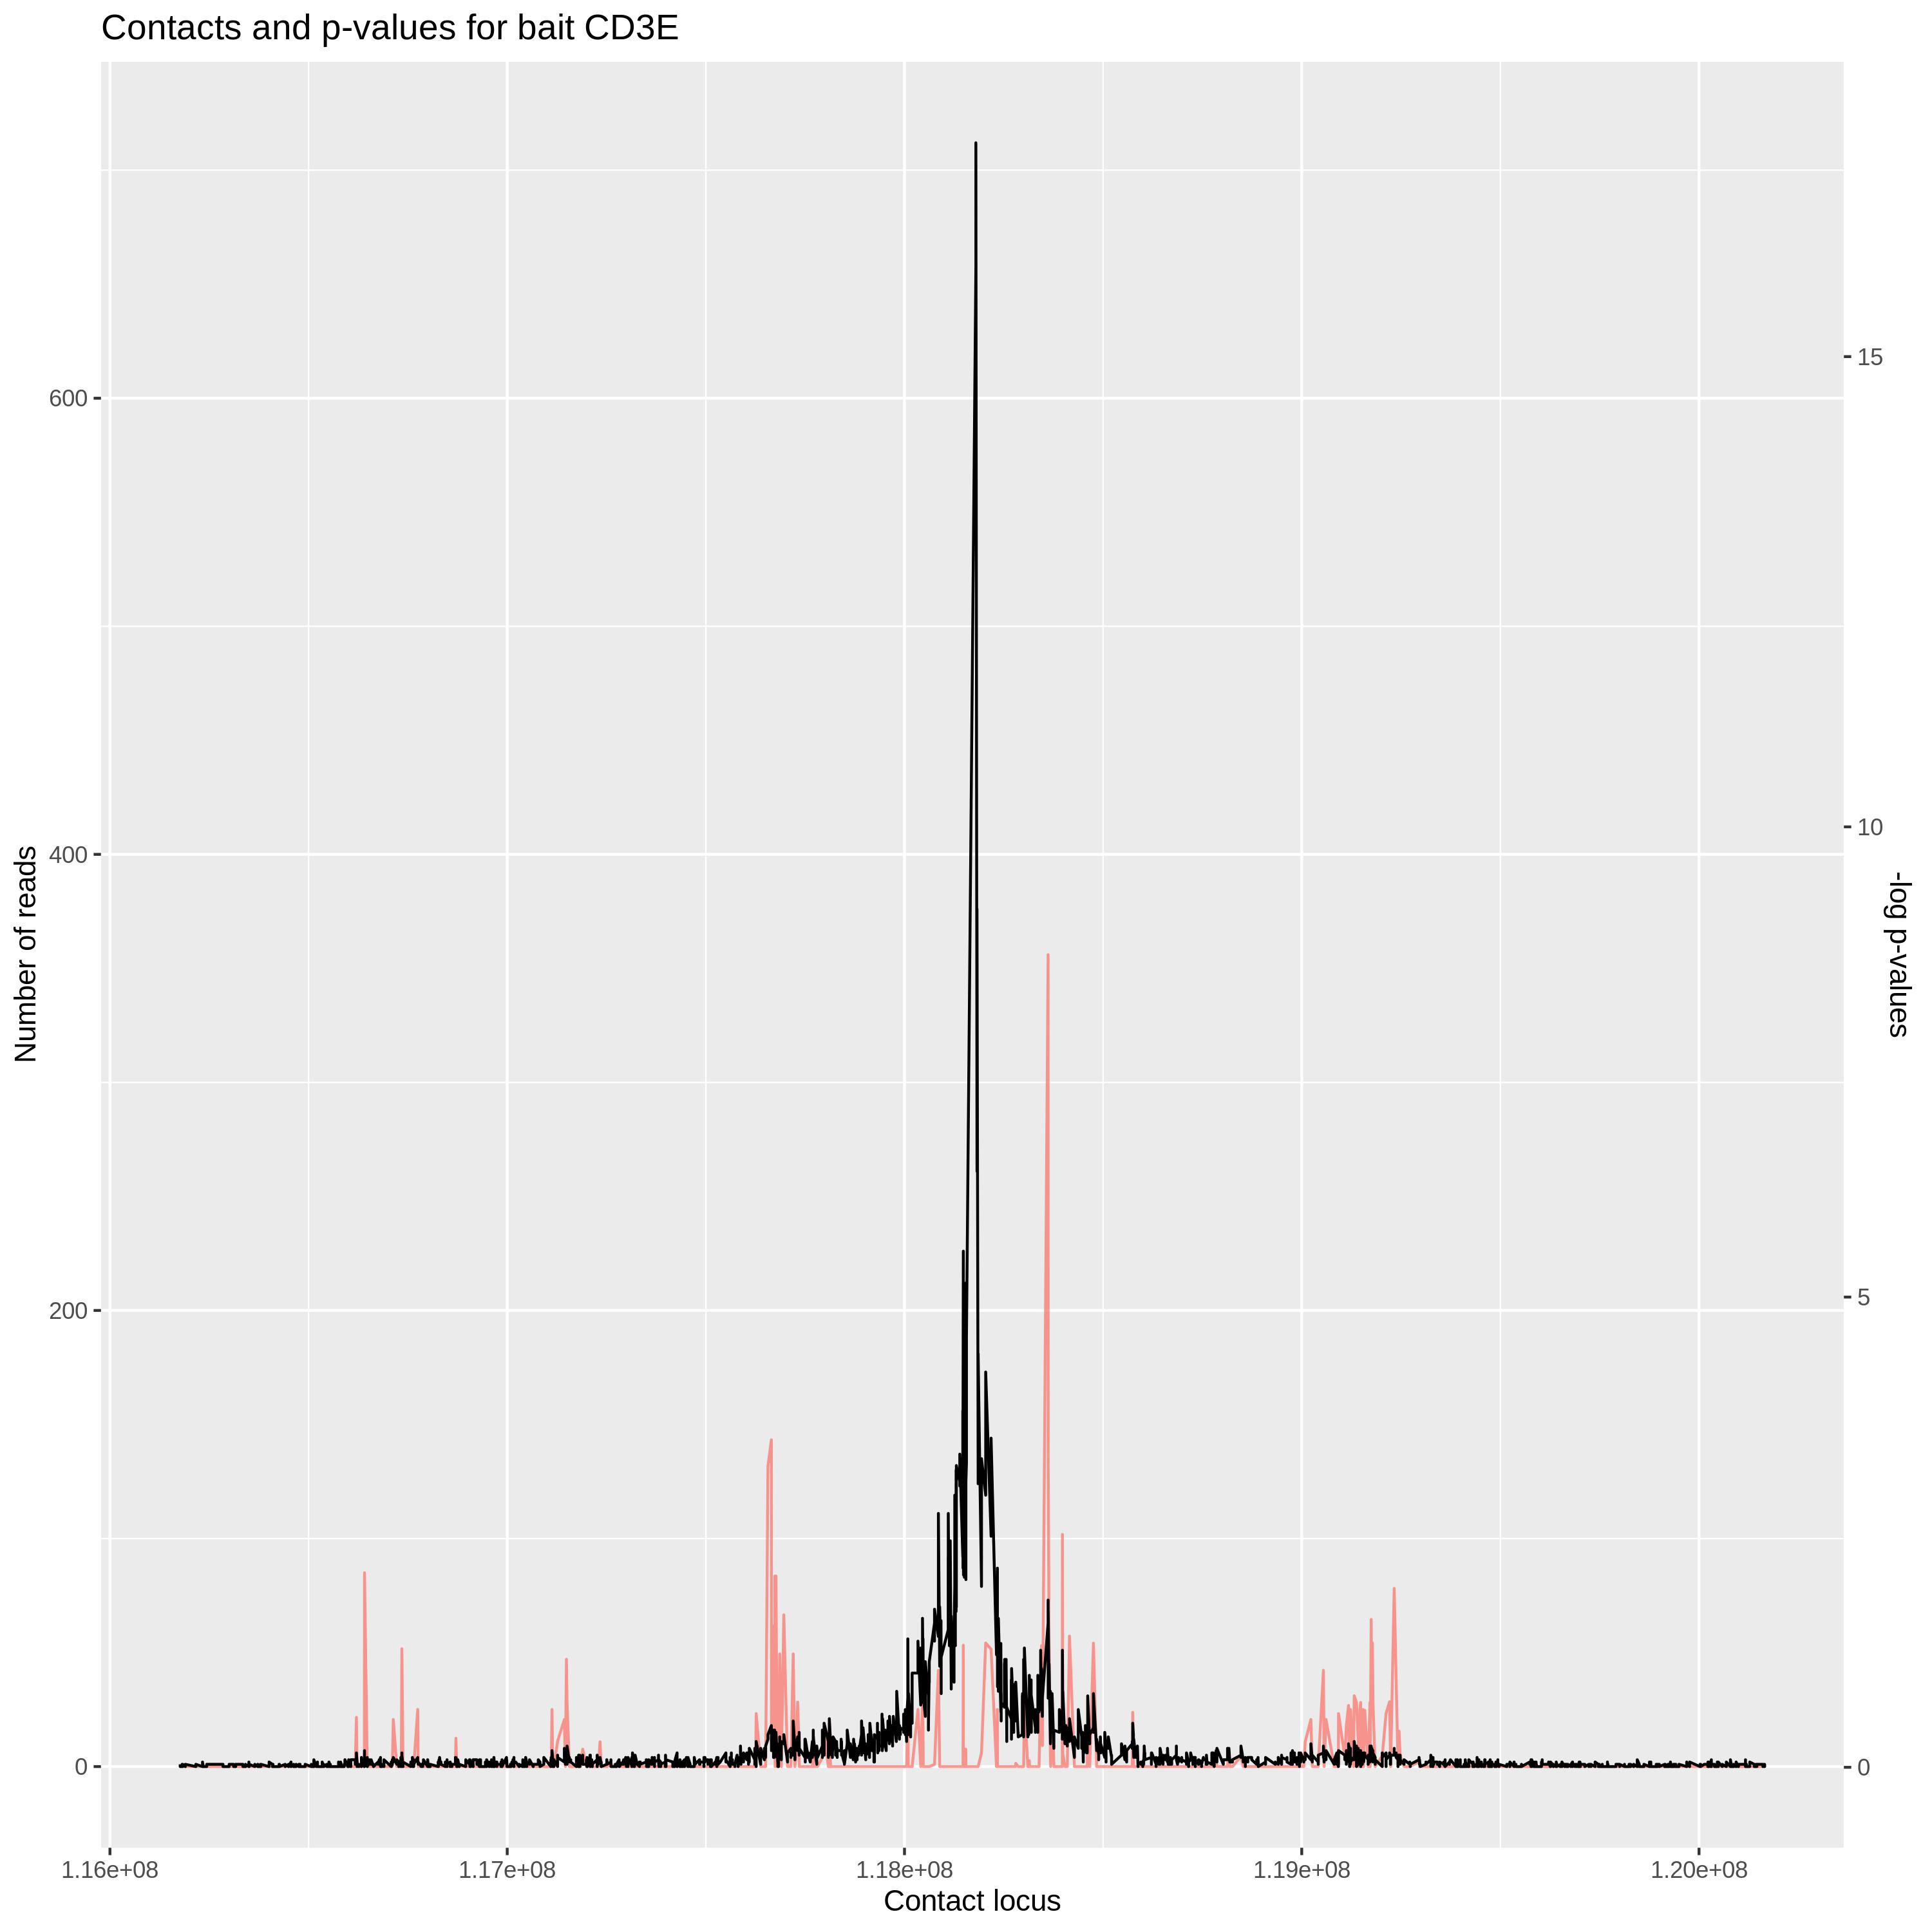 Contacts and p-values for bait CD3E
Number of reads
600
400
200
0
15
10
5
0
-log p-values
1.16e+08
1.17e+08
1.18e+08
1.19e+08
1.20e+08
Contact locus